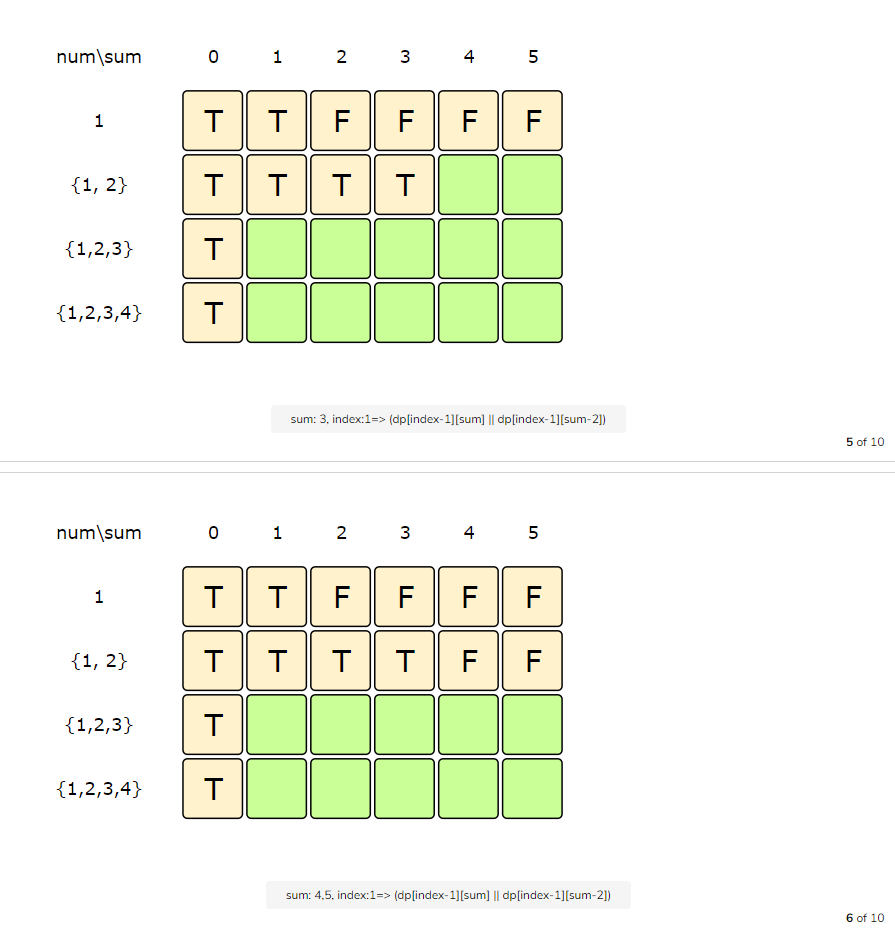 num\sum 0 1 2 3 4 5
1 T T F F F F
{1, 2} T T T T
{1,2,3} T
{1,2,3,4} T
sum: 3, index:1=> (dp[index-1][sum] || dp[index-1][sum-2])
5 of 10
num\sum 0 1 2 3 4 5
1 T T F F F F
{1, 2} T T T T F F
{1,2,3} T
{1,2,3,4} T
sum: 4,5, index:1=> (dp[index-1][sum] || dp[index-1][sum-2])
6 of 10